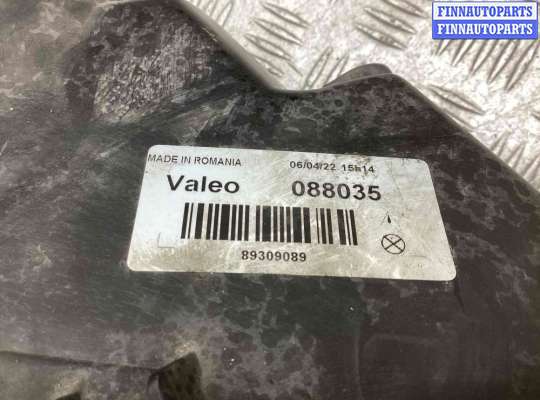 FINNAUTOPARTS
FINNAUTOPARTS
MADE IN ROMANIA 06/04/22 15h14
Valeo 088035
89309089